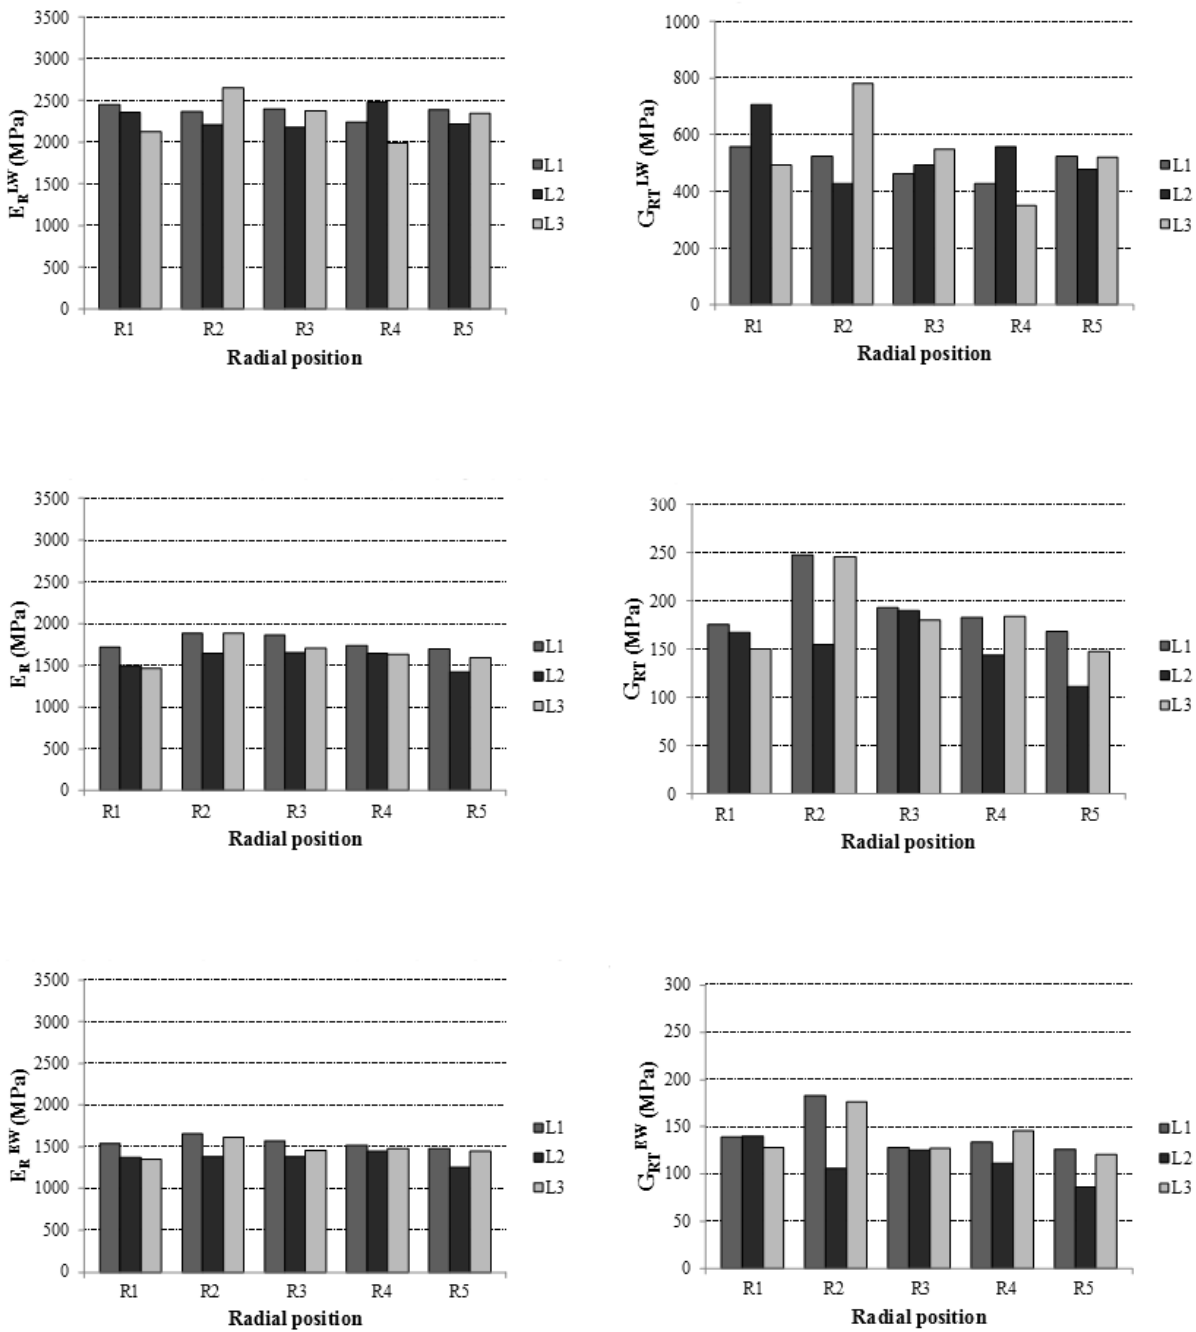 3500
3000
2500
2000
1500
1000
500
0
E_R^LW (MPa)
R1 R2 R3 R4 R5
Radial position
L1
L2
L3
1000
800
600
400
200
0
G_RT^LW (MPa)
R1 R2 R3 R4 R5
Radial position
L1
L2
L3
3500
3000
2500
2000
1500
1000
500
0
E_R (MPa)
R1 R2 R3 R4 R5
Radial position
L1
L2
L3
300
250
200
150
100
50
0
G_RT (MPa)
R1 R2 R3 R4 R5
Radial position
L1
L2
L3
3500
3000
2500
2000
1500
1000
500
0
E_R^EW (MPa)
R1 R2 R3 R4 R5
Radial position
L1
L2
L3
300
250
200
150
100
50
0
G_RT^EW (MPa)
R1 R2 R3 R4 R5
Radial position
L1
L2
L3